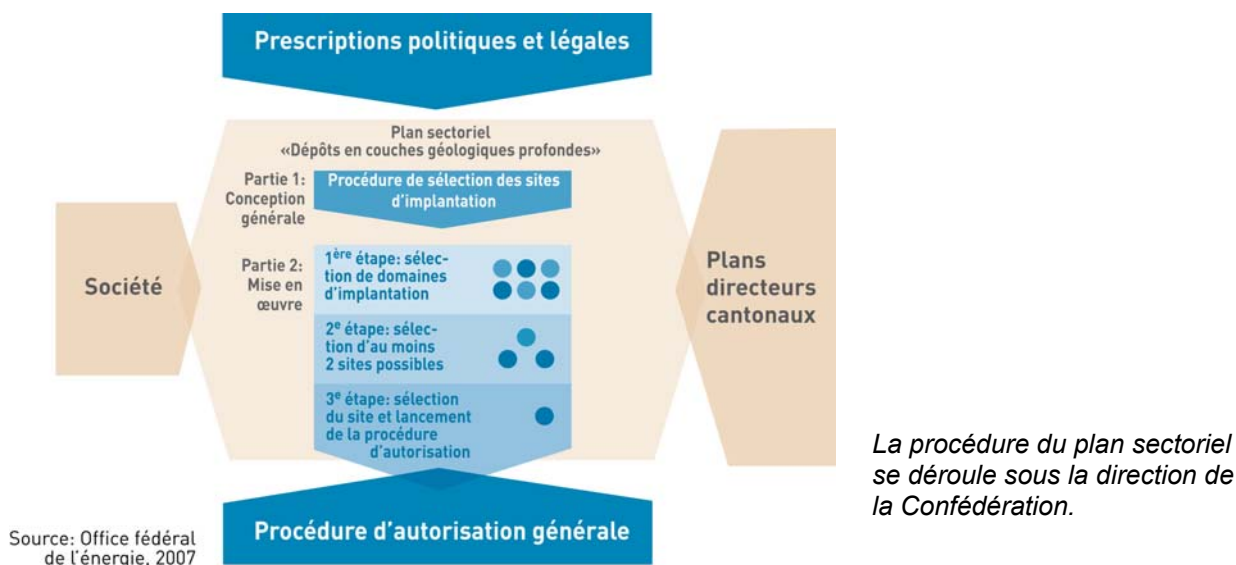 Prescriptions politiques et légales
Plan sectoriel
«Dépôts en couches géologiques profondes»
Partie 1:
Conception
générale
Procédure de sélection des sites
d'implantation
Société
Partie 2:
Mise en
œuvre
1ère étape: sélec-
tion de domaines
d'implantation
2e étape: sélec-
tion d'au moins
2 sites possibles
3e étape: sélection
du site et lancement
de la procédure
d'autorisation
Plans
directeurs
cantonaux
La procédure du plan sectoriel
se déroule sous la direction de
la Confédération.
Procédure d'autorisation générale
Source: Office fédéral
de l'énergie, 2007